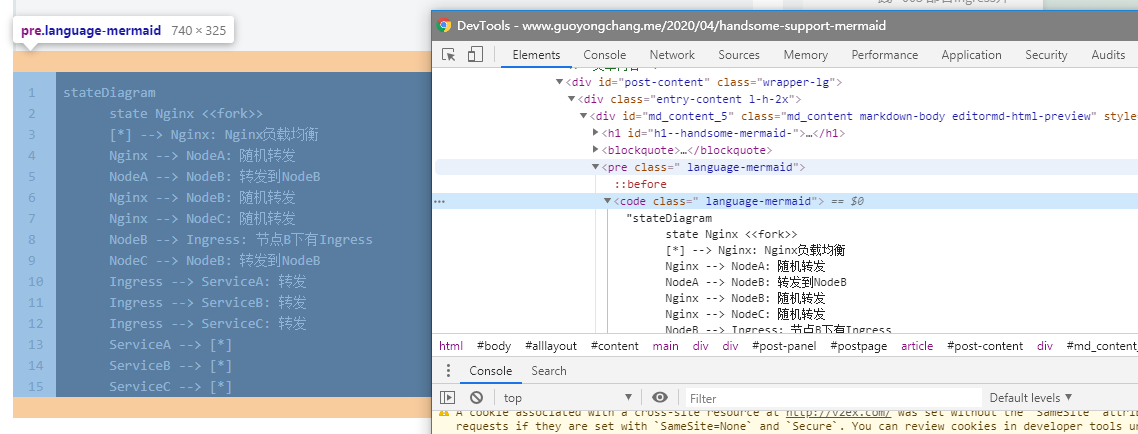 pre.language-mermaid 740 × 325
1 stateDiagram
2 state Nginx <<fork>>
3 [*] --> Nginx: Nginx负载均衡
4 Nginx --> NodeA: 随机转发
5 NodeA --> NodeB: 转发到NodeB
6 Nginx --> NodeB: 随机转发
7 Nginx --> NodeC: 随机转发
8 NodeB --> Ingress: 节点B下有Ingress
9 NodeC --> NodeB: 转发到NodeB
10 Ingress --> ServiceA: 转发
11 Ingress --> ServiceB: 转发
12 Ingress --> ServiceC: 转发
13 ServiceA --> [*]
14 ServiceB --> [*]
15 ServiceC --> [*]
DevTools - www.guoyongchang.me/2020/04/handsome-support-mermaid
Elements Console Network Sources Memory Performance Application Security Audits
<div id="post-content" class="wrapper-lg">
<div class="entry-content l-h-2x">
<div id="md_content_5" class="md_content markdown-body editormd-html-preview" style
<h1 id="h1--handsome-mermaid-">…</h1>
<blockquote>…</blockquote>
<pre class=" language-mermaid">
::before
<code class=" language-mermaid"> == $0
"stateDiagram
state Nginx <<fork>>
[*] --> Nginx: Nginx负载均衡
Nginx --> NodeA: 随机转发
NodeA --> NodeB: 转发到NodeB
Nginx --> NodeB: 随机转发
Nginx --> NodeC: 随机转发
NodeB --> Ingress: 节点B下有Ingress
html #body #alllayout #content main div div #post-panel #postpage article #post-content div #md_content_
Console Search
top Filter Default levels
A cookie associated with a cross-site resource at http://v2ex.com/ was set without the `SameSite` attri
requests if they are set with `SameSite=None` and `Secure`. You can review cookies in developer tools un